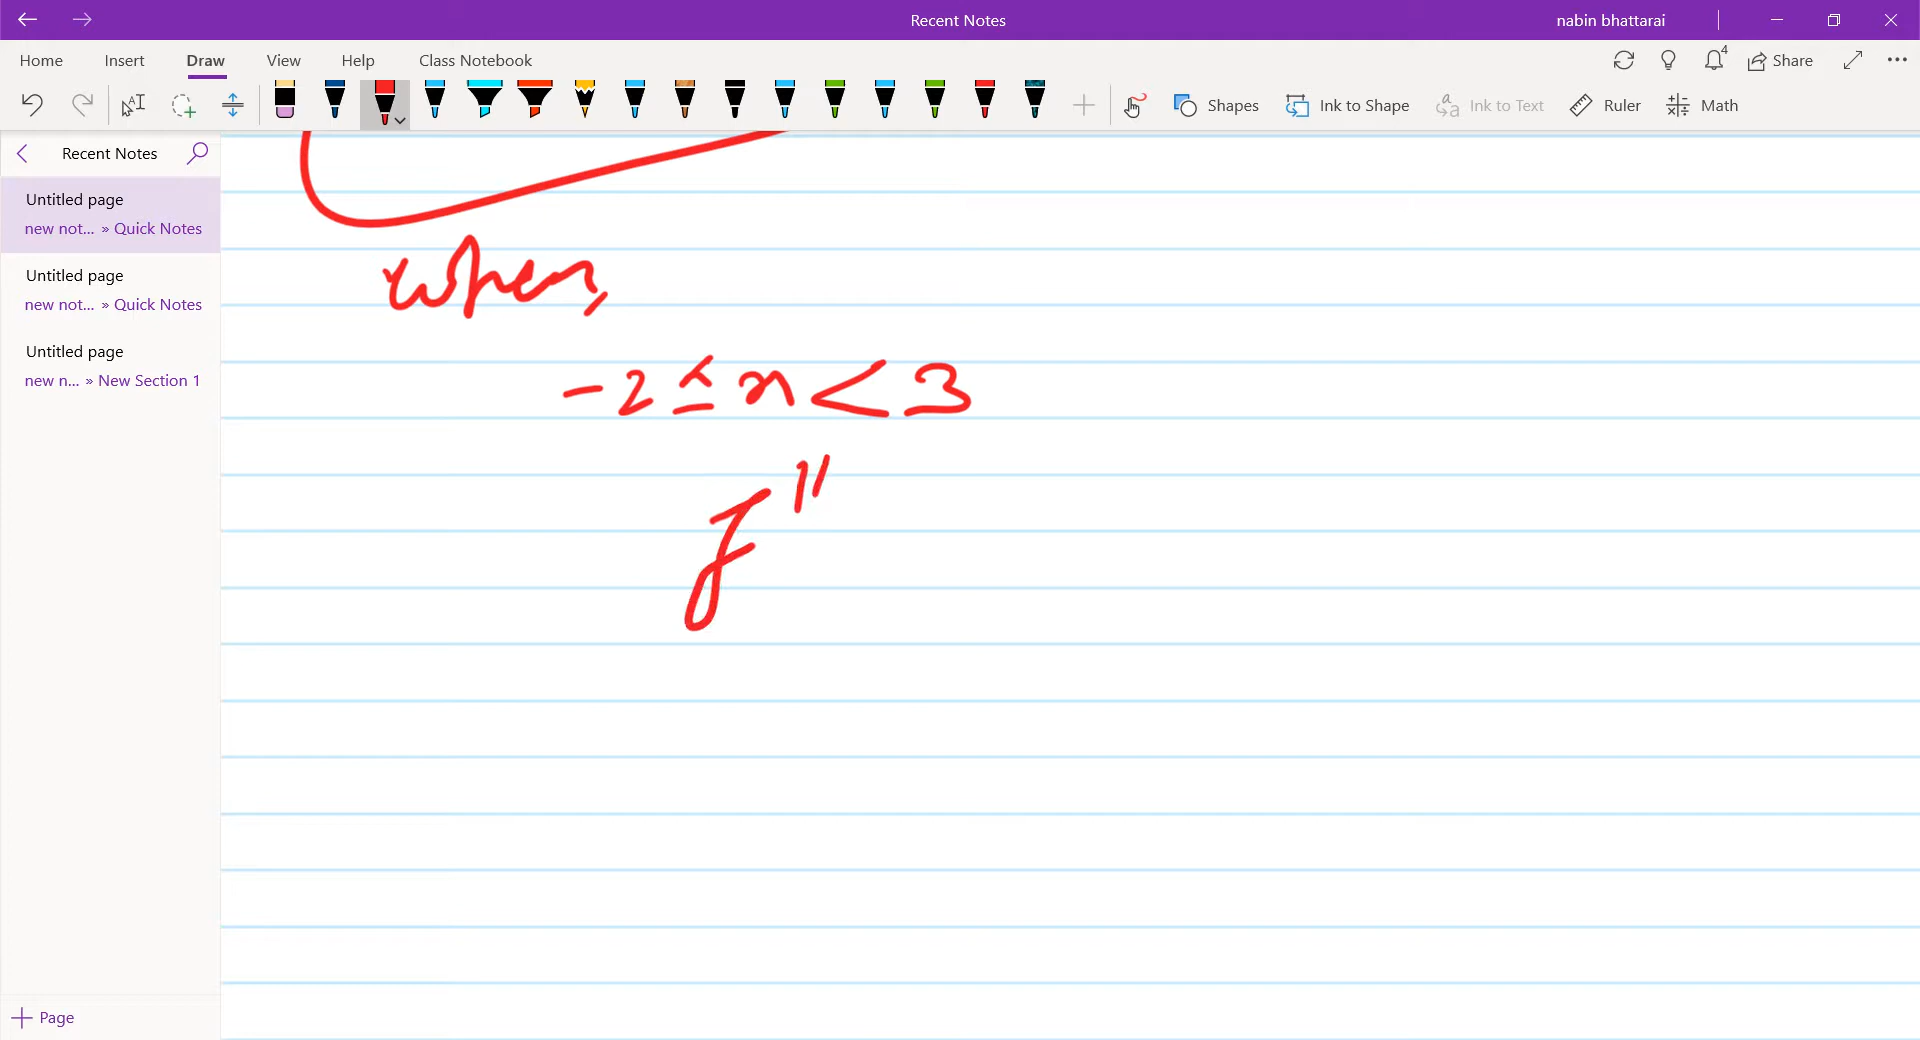 Recent Notes
nabin bhattarai
Home Insert Draw View Help Class Notebook
4
Share
Shapes Ink to Shape Ink to Text Ruler Math
Recent Notes
Untitled page
new not... » Quick Notes
Untitled page
new not... » Quick Notes
Untitled page
new n... » New Section 1
when,
-2 ≤ x < 3
f"
Page